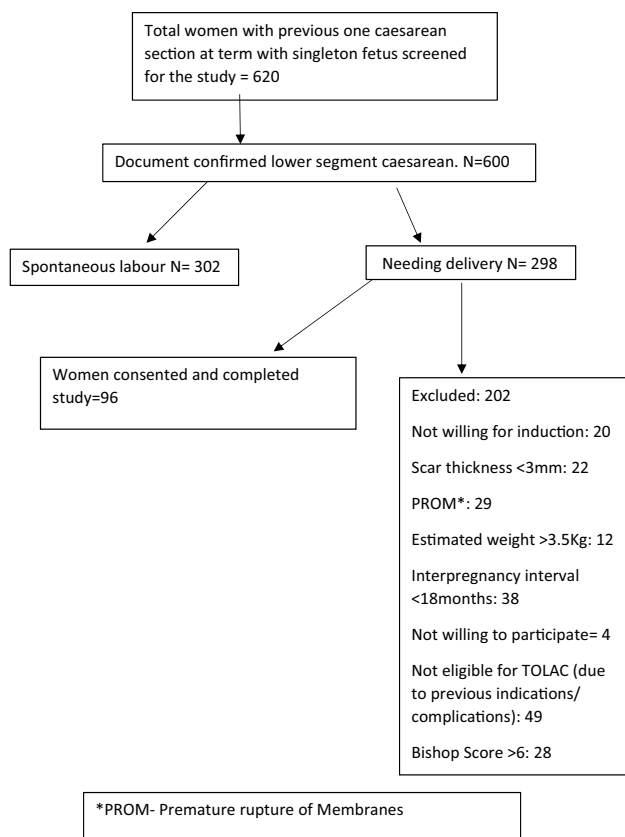 Total women with previous one caesarean
section at term with singleton fetus screened
for the study = 620
Document confirmed lower segment caesarean. N=600
Spontaneous labour N= 302
Needing delivery N= 298
Women consented and completed
study=96
Excluded: 202
Not willing for induction: 20
Scar thickness <3mm: 22
PROM*: 29
Estimated weight >3.5Kg: 12
Interpregnancy interval
<18months: 38
Not willing to participate= 4
Not eligible for TOLAC (due
to previous indications/
complications): 49
Bishop Score >6: 28
*PROM- Premature rupture of Membranes